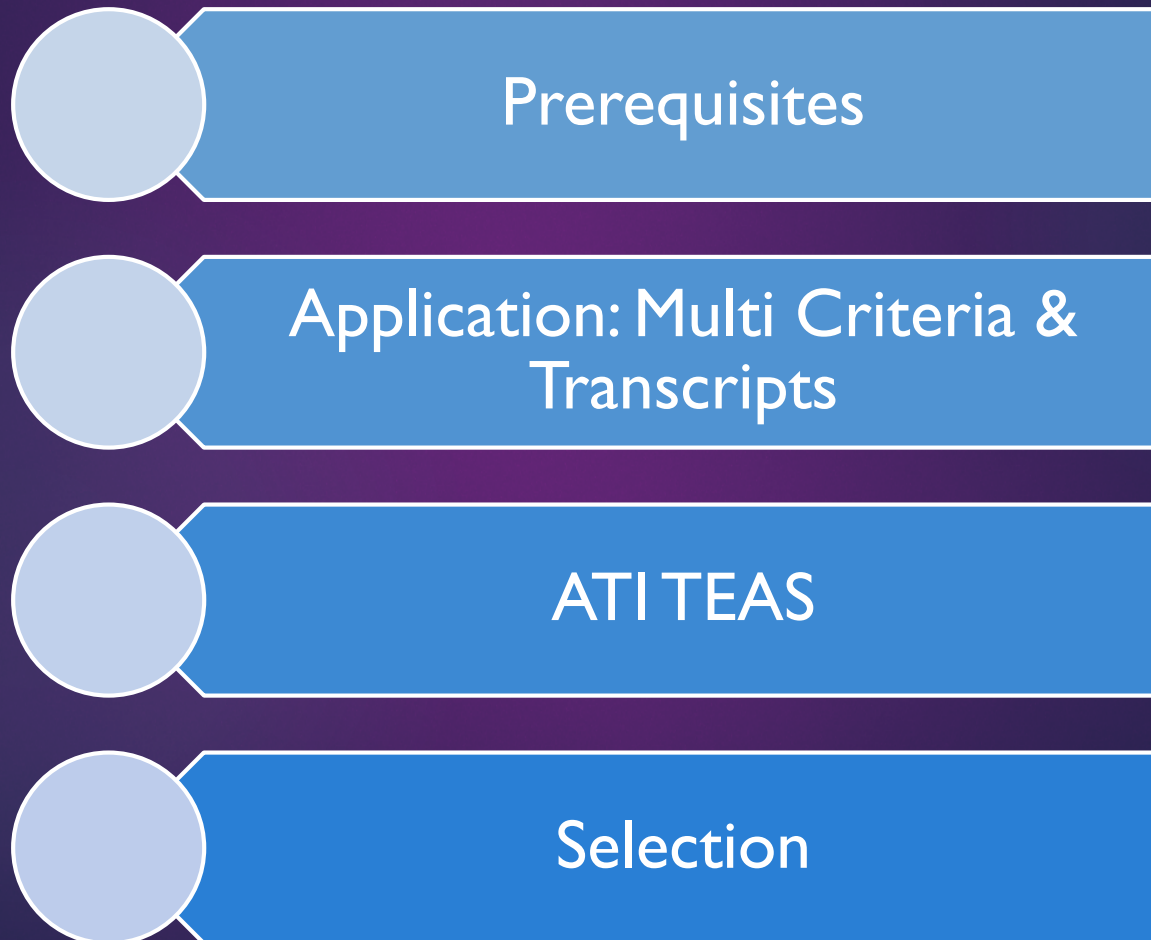 Prerequisites
Application: Multi Criteria &
Transcripts
ATI TEAS
Selection